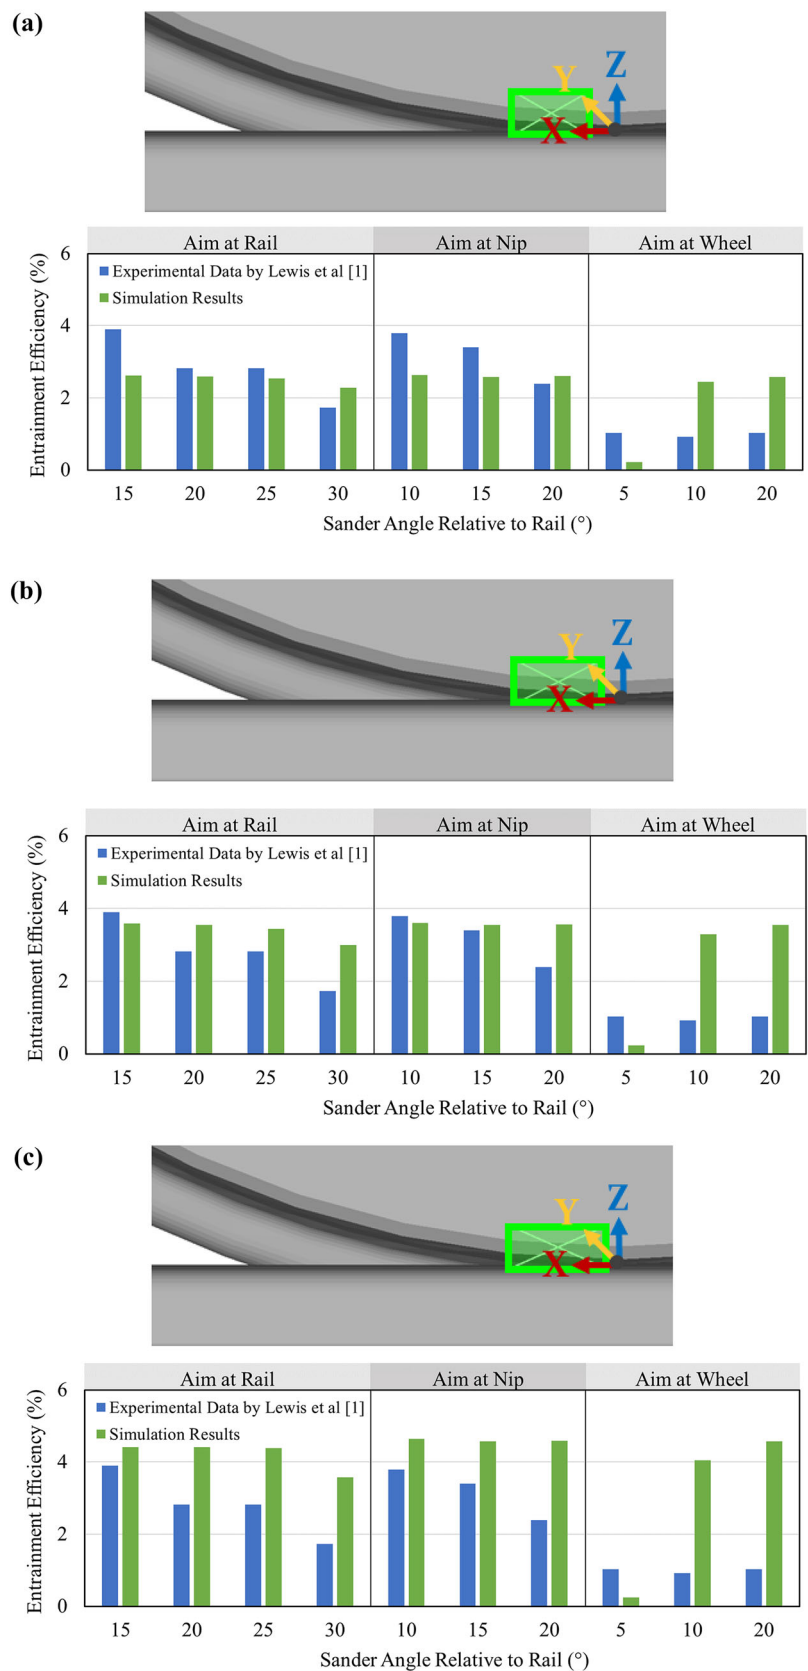 (a)
Z
Y
X
Aim at Rail Aim at Nip Aim at Wheel
6
Experimental Data by Lewis et al [1]
Simulation Results
4
2
0
Entrainment Efficiency (%)
15 20 25 30 10 15 20 5 10 20
Sander Angle Relative to Rail (°)
(b)
Z
Y
X
Aim at Rail Aim at Nip Aim at Wheel
6
Experimental Data by Lewis et al [1]
Simulation Results
4
2
0
Entrainment Efficiency (%)
15 20 25 30 10 15 20 5 10 20
Sander Angle Relative to Rail (°)
(c)
Z
Y
X
Aim at Rail Aim at Nip Aim at Wheel
6
Experimental Data by Lewis et al [1]
Simulation Results
4
2
0
Entrainment Efficiency (%)
15 20 25 30 10 15 20 5 10 20
Sander Angle Relative to Rail (°)